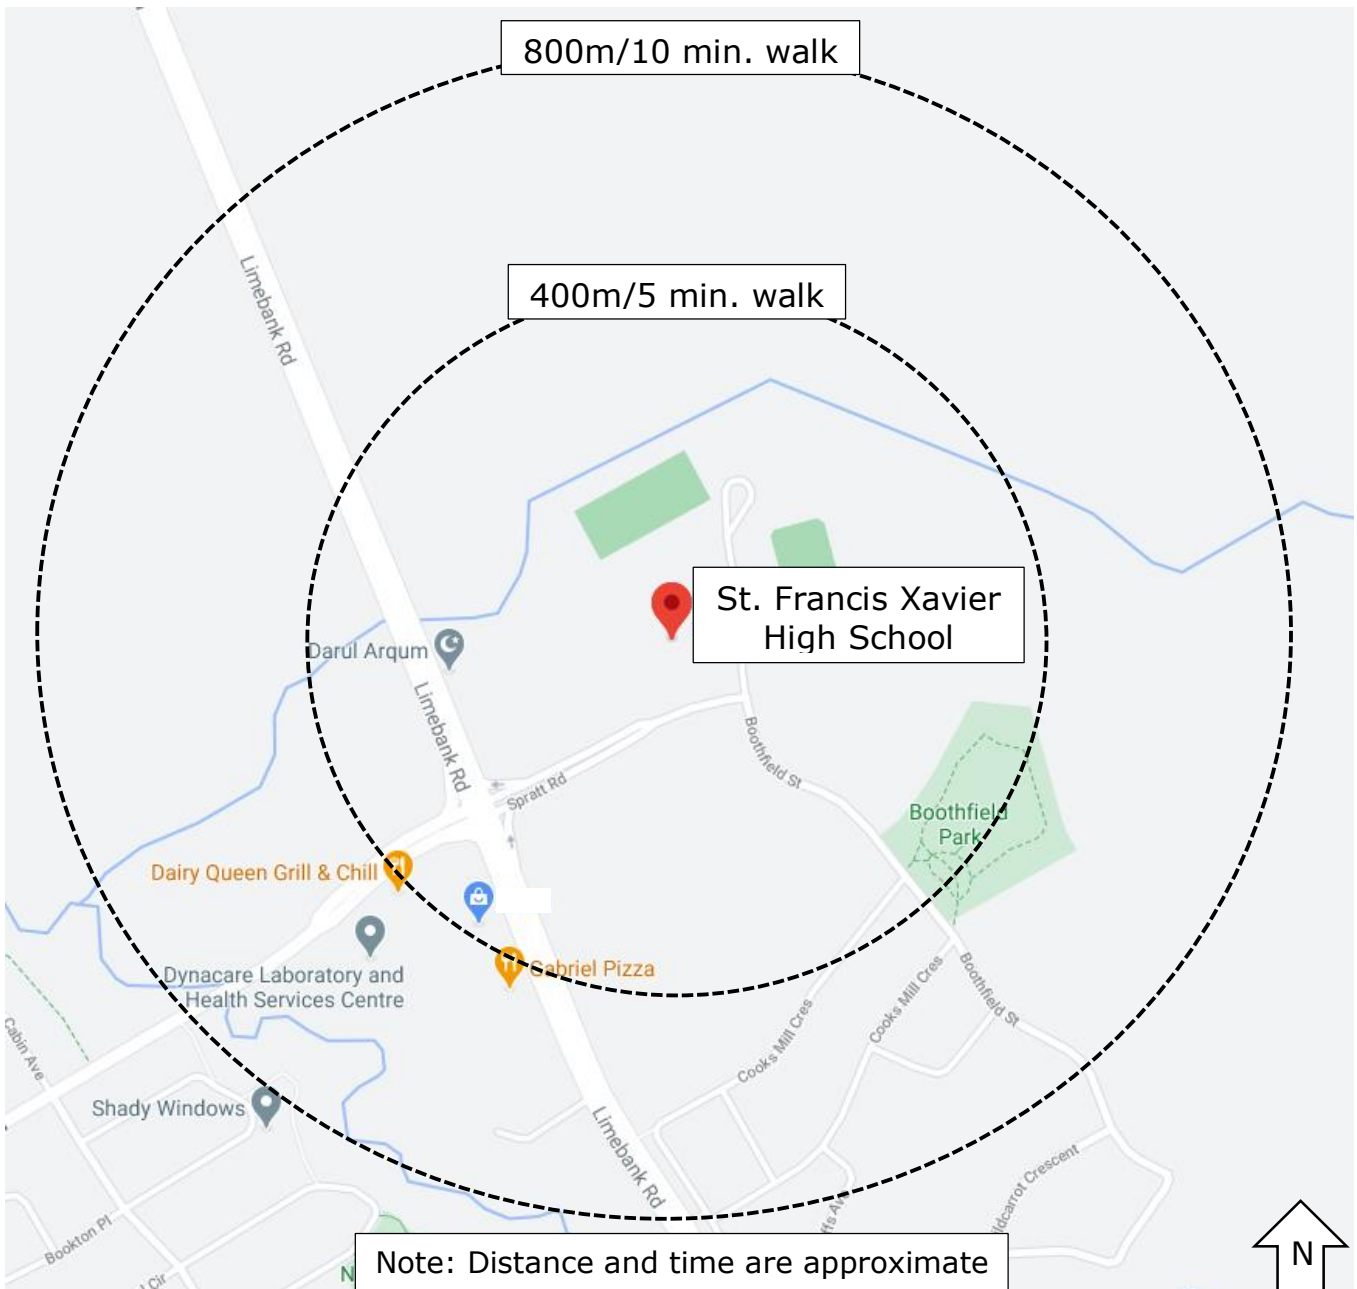 800m/10 min. walk
400m/5 min. walk
Limebank Rd
St. Francis Xavier
High School
Darul Arqum
Limebank Rd
Boothfield St
Spratt Rd
Boothfield
Park
Dairy Queen Grill & Chill
Gabriel Pizza
Dynacare Laboratory and
Health Services Centre
Cooks Mill Cres
Cooks Mill Cres
Boothfield St
Cabin Ave
Shady Windows
Limebank Rd
Bookton Pl
Crescent
Cir
N
Note: Distance and time are approximate
N